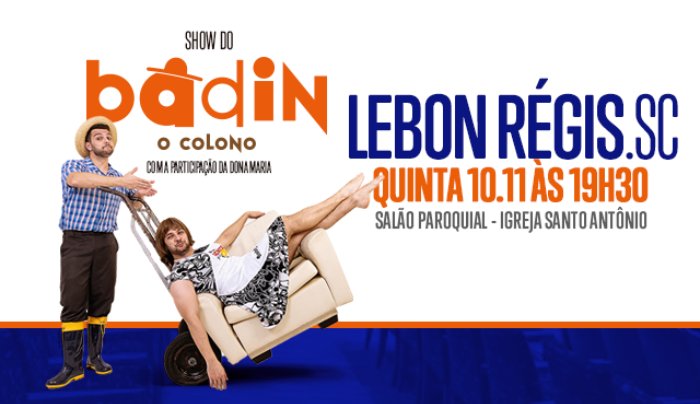 SHOW DO
badin
O COLONO
COM A PARTICIPAÇÃO DA DONA MARIA
LEBON RÉGIS.SC
QUINTA 10.11 ÀS 19H30
SALÃO PAROQUIAL - IGREJA SANTO ANTÔNIO